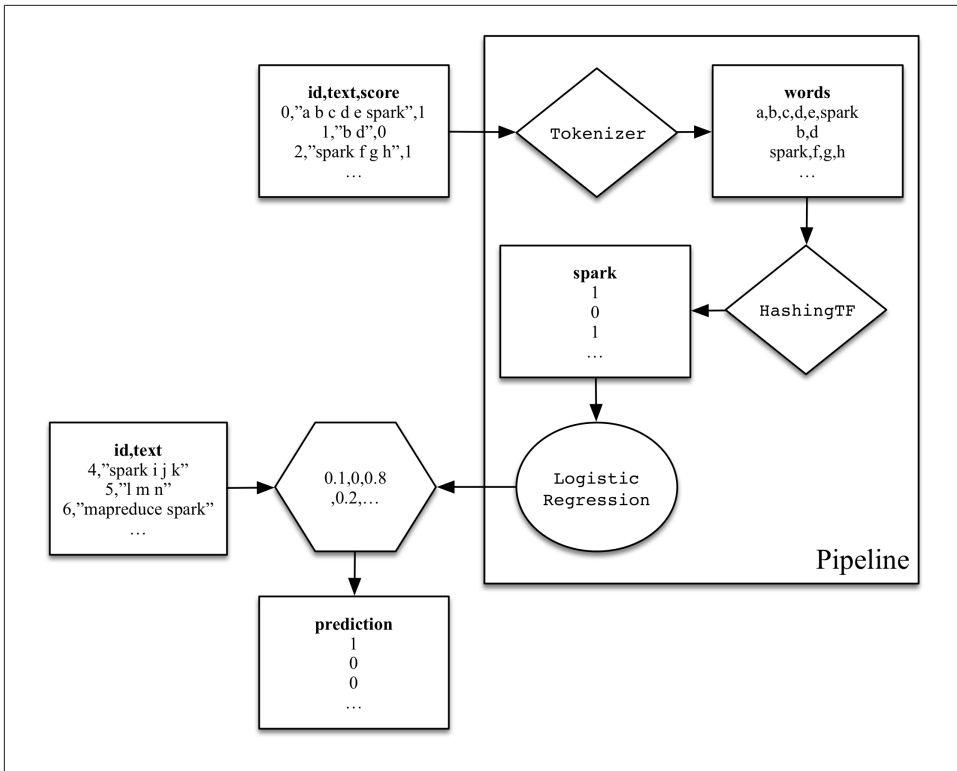 id,text,score
0,”a b c d e spark”,1
1,”b d”,0
2,”spark f g h”,1
…
Tokenizer
words
a,b,c,d,e,spark
b,d
spark,f,g,h
…
HashingTF
spark
1
0
1
…
Logistic
Regression
Pipeline
id,text
4,”spark i j k”
5,”l m n”
6,”mapreduce spark”
…
0.1,0,0.8
,0.2,…
prediction
1
0
0
…